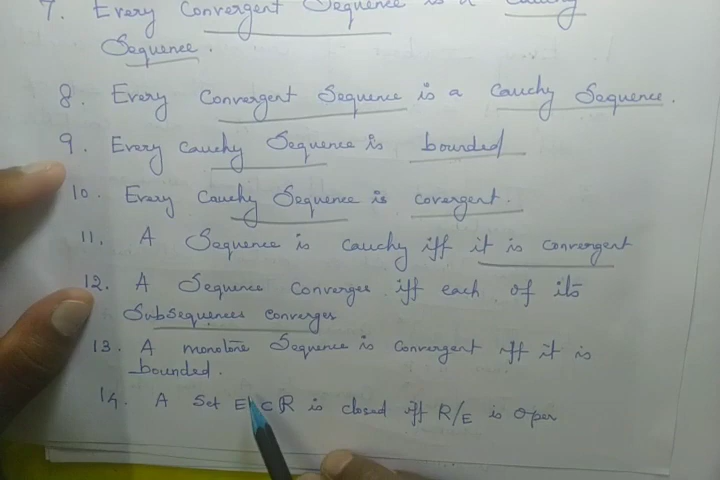 7. Every Convergent Sequence is a Cauchy
Sequence.
8. Every Convergent Sequence is a Cauchy Sequence.
9. Every cauchy Sequence is bounded
10. Every Cauchy Sequence is covergent.
11. A Sequence is cauchy iff it is convergent
12. A Sequence Converges iff each of its
Subsequences converges
13. A monotone Sequence is Convergent iff it is
bounded.
14. A Set E ⊂ R is closed iff R/E is open